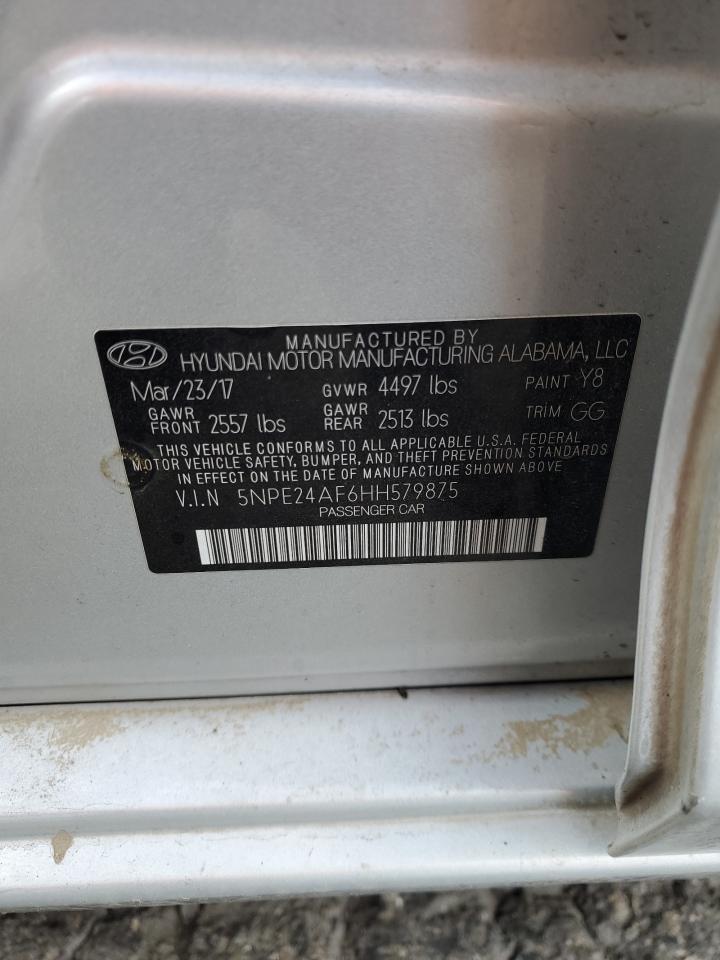 MANUFACTURED BY
HYUNDAI MOTOR MANUFACTURING ALABAMA, LLC
Mar/23/17 GVWR 4497 lbs PAINT Y8
GAWR FRONT 2557 lbs GAWR REAR 2513 lbs TRIM GG
THIS VEHICLE CONFORMS TO ALL APPLICABLE U.S.A. FEDERAL
MOTOR VEHICLE SAFETY, BUMPER, AND THEFT PREVENTION STANDARDS
IN EFFECT ON THE DATE OF MANUFACTURE SHOWN ABOVE
V.I.N 5NPE24AF6HH579875
PASSENGER CAR